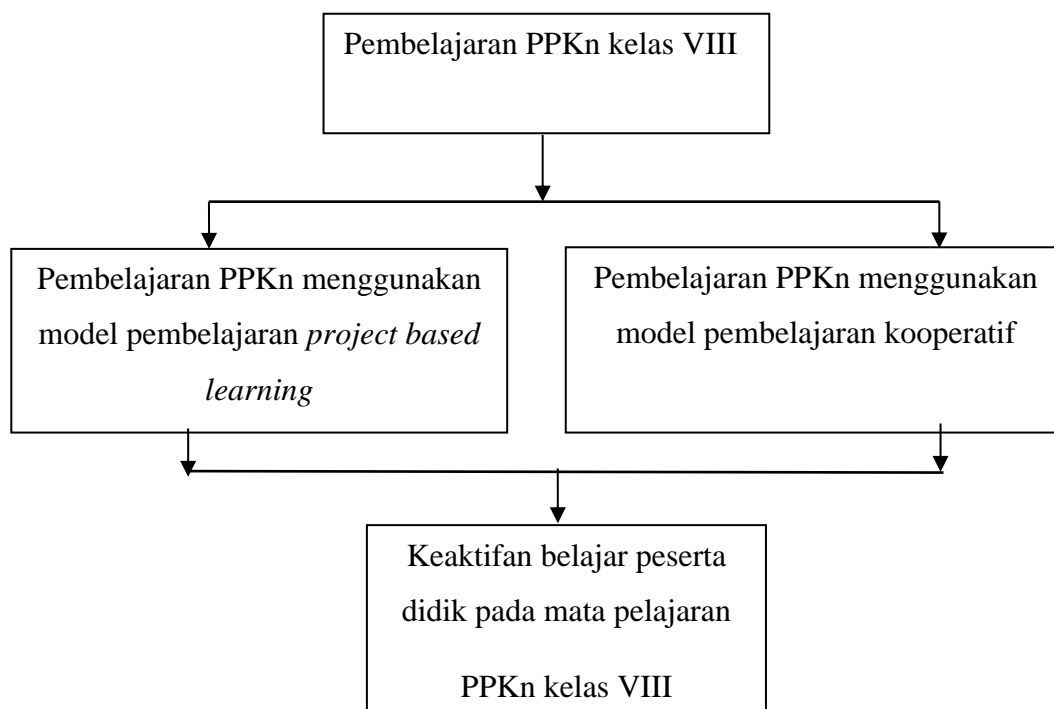 Pembelajaran PPKn kelas VIII
Pembelajaran PPKn menggunakan
model pembelajaran project based
learning
Pembelajaran PPKn menggunakan
model pembelajaran kooperatif
Keaktifan belajar peserta
didik pada mata pelajaran
PPKn kelas VIII